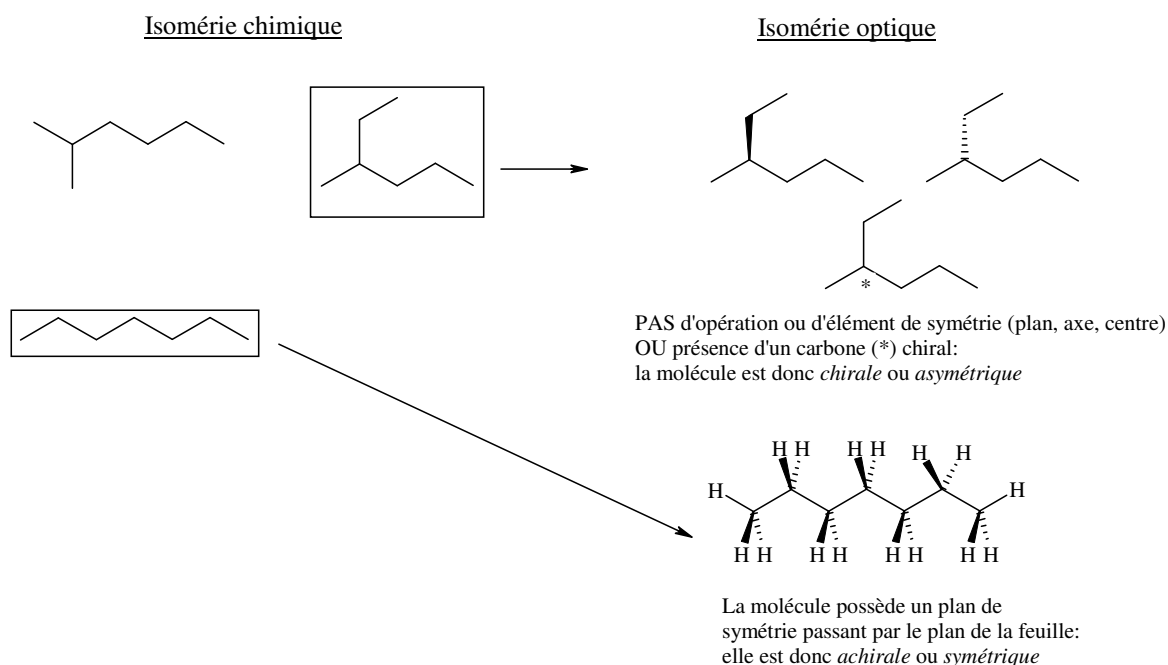 Isomérie chimique
Isomérie optique
*
PAS d'opération ou d'élément de symétrie (plan, axe, centre)
OU présence d'un carbone (*) chiral:
la molécule est donc chirale ou asymétrique
H H H H H H
H H
H H H H H H H H
La molécule possède un plan de
symétrie passant par le plan de la feuille:
elle est donc achirale ou symétrique